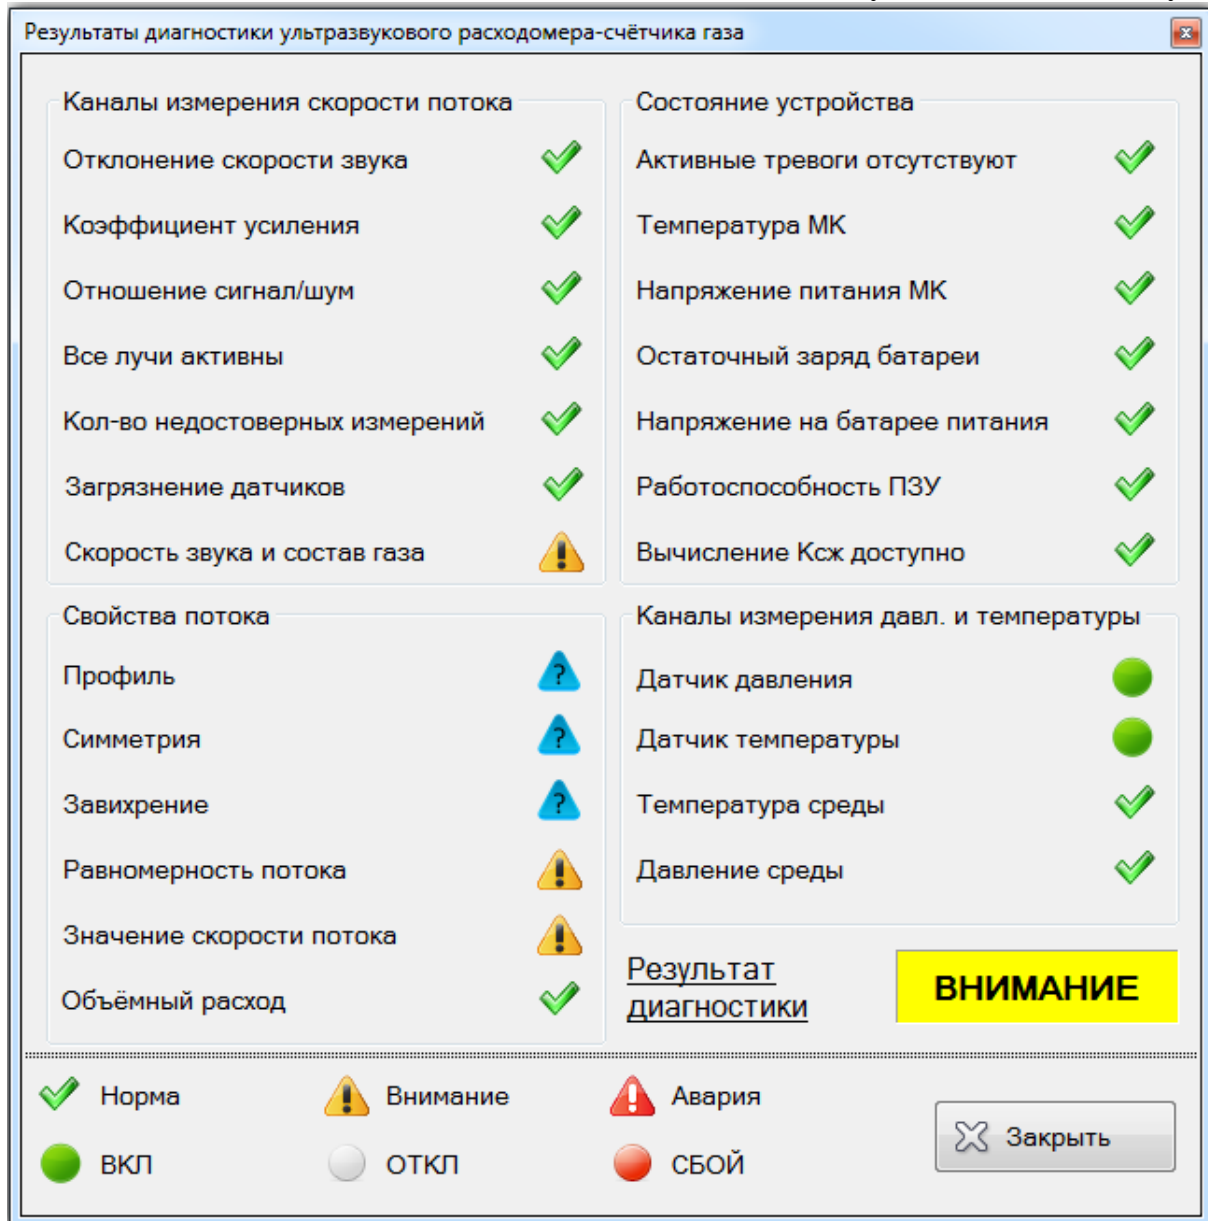 Результаты диагностики ультразвукового расходомера-счётчика газа
Каналы измерения скорости потока
Отклонение скорости звука
Коэффициент усиления
Отношение сигнал/шум
Все лучи активны
Кол-во недостоверных измерений
Загрязнение датчиков
Скорость звука и состав газа
Состояние устройства
Активные тревоги отсутствуют
Температура МК
Напряжение питания МК
Остаточный заряд батареи
Напряжение на батарее питания
Работоспособность ПЗУ
Вычисление Ксж доступно
Свойства потока
Профиль ?
Симметрия ?
Завихрение ?
Равномерность потока
Значение скорости потока
Объёмный расход
Каналы измерения давл. и температуры
Датчик давления
Датчик температуры
Температура среды
Давление среды
Результат
диагностики
ВНИМАНИЕ
Норма
Внимание
Авария
ВКЛ
ОТКЛ
СБОЙ
Закрыть